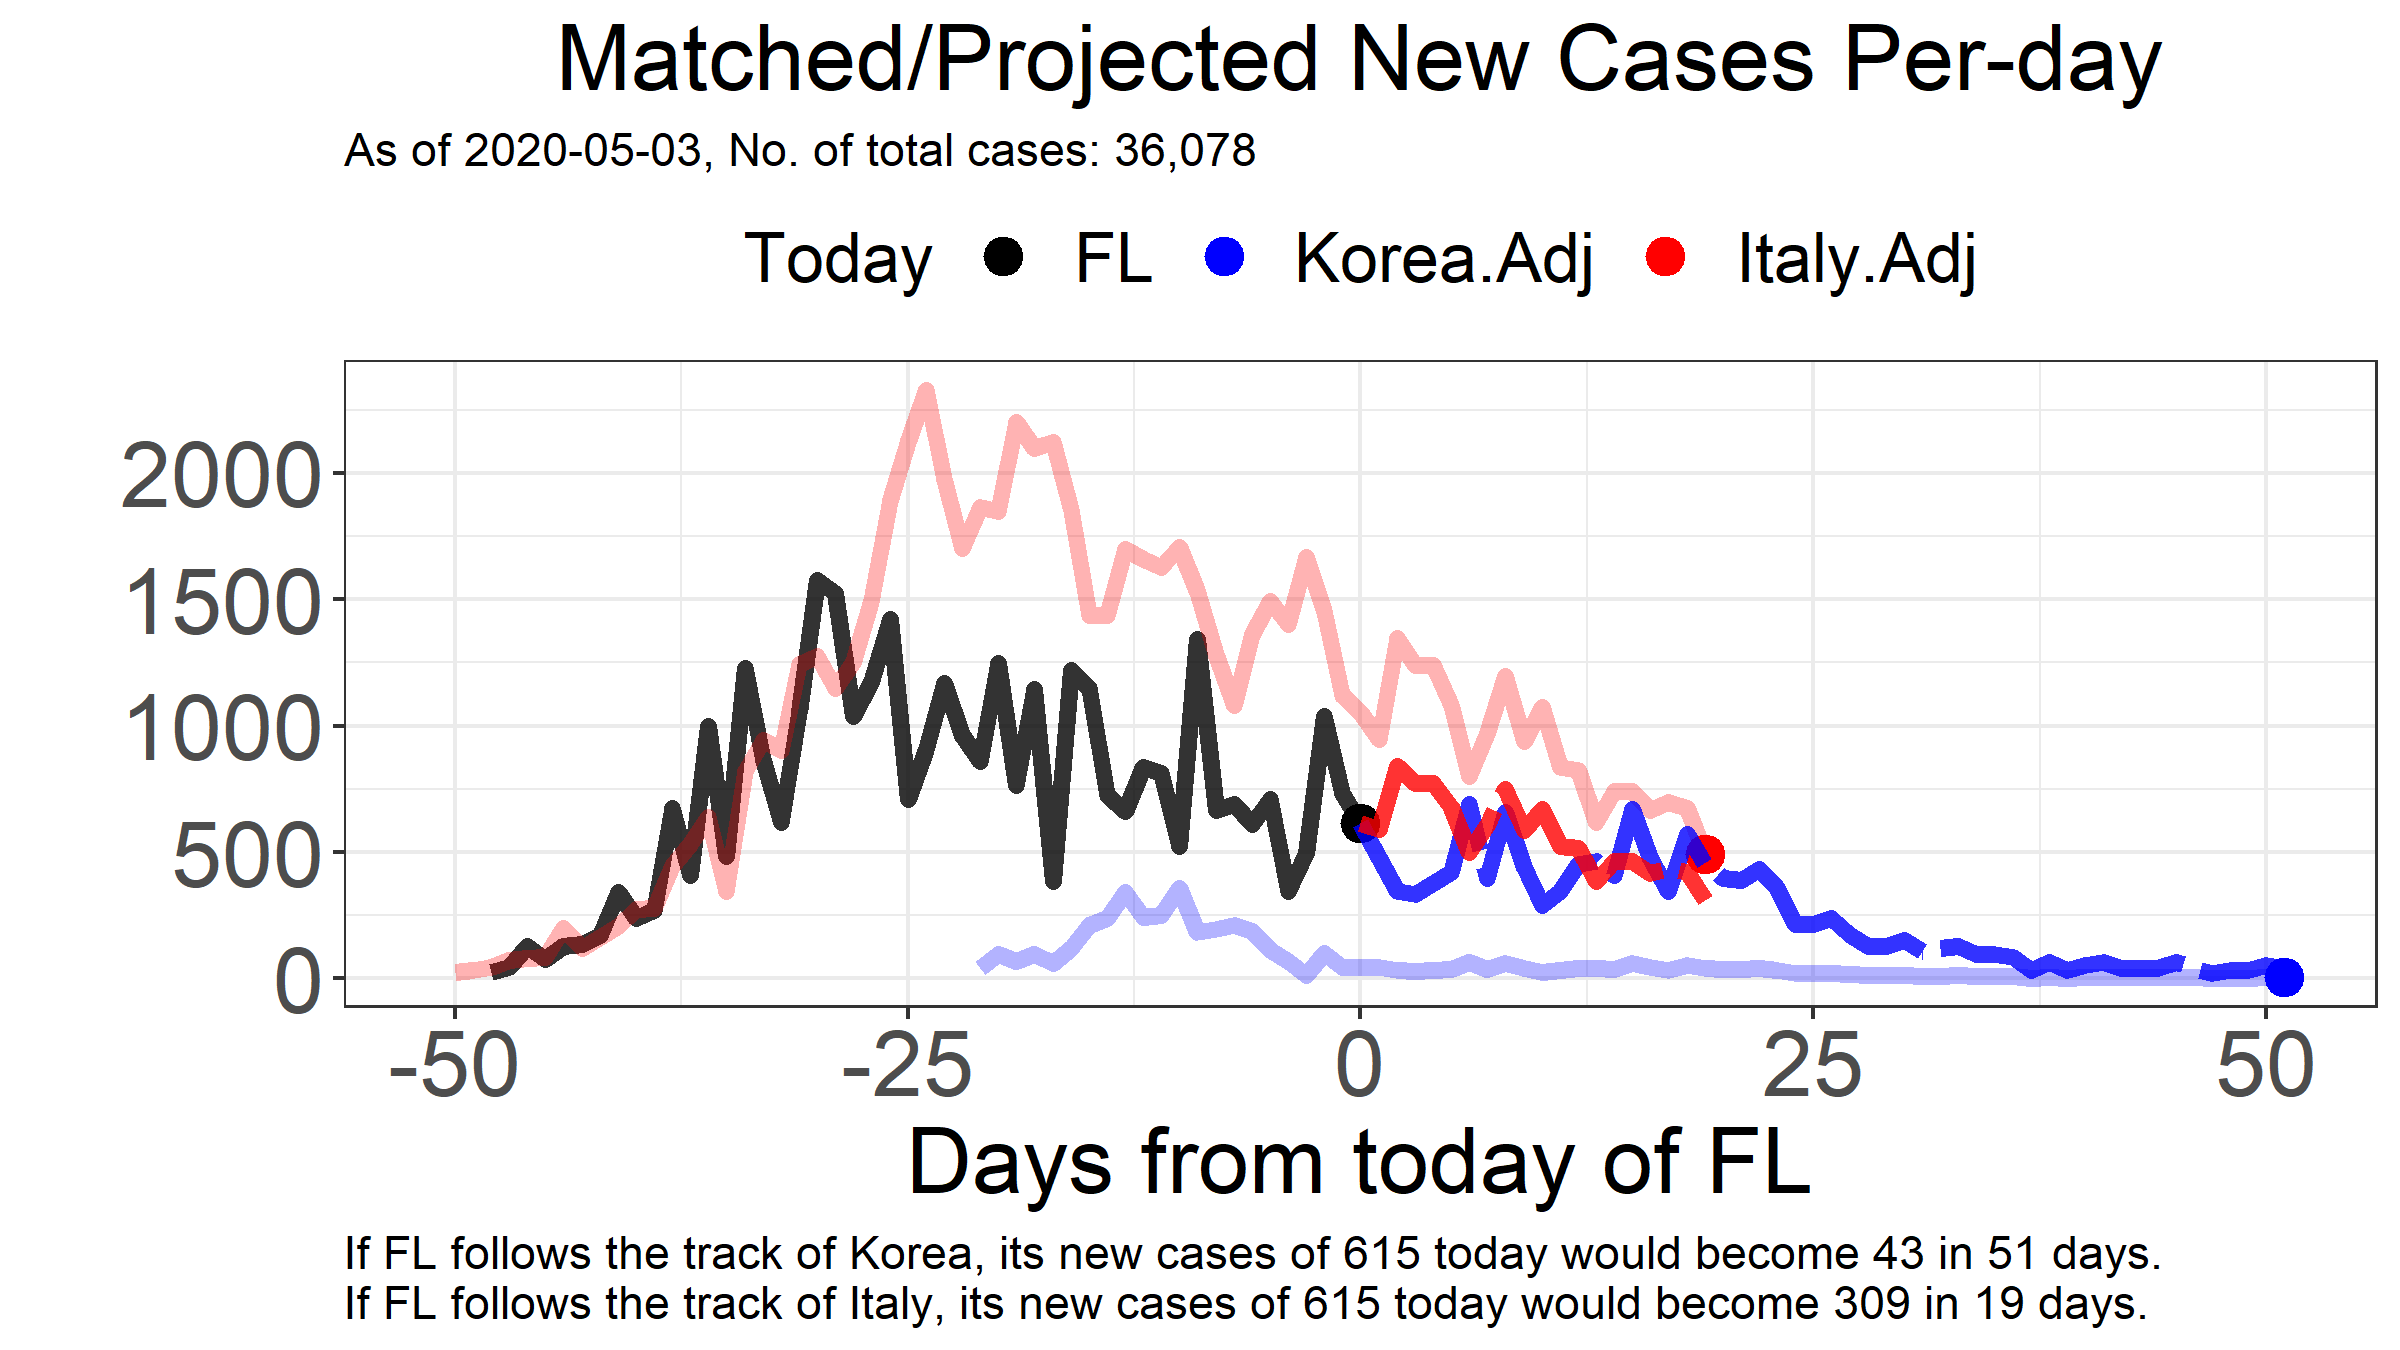 Matched/Projected New Cases Per-day
As of 2020-05-03, No. of total cases: 36,078
Today FL Korea.Adj Italy.Adj
2000
1500
1000
500
0
-50 -25 0 25 50
Days from today of FL
If FL follows the track of Korea, its new cases of 615 today would become 43 in 51 days.
If FL follows the track of Italy, its new cases of 615 today would become 309 in 19 days.